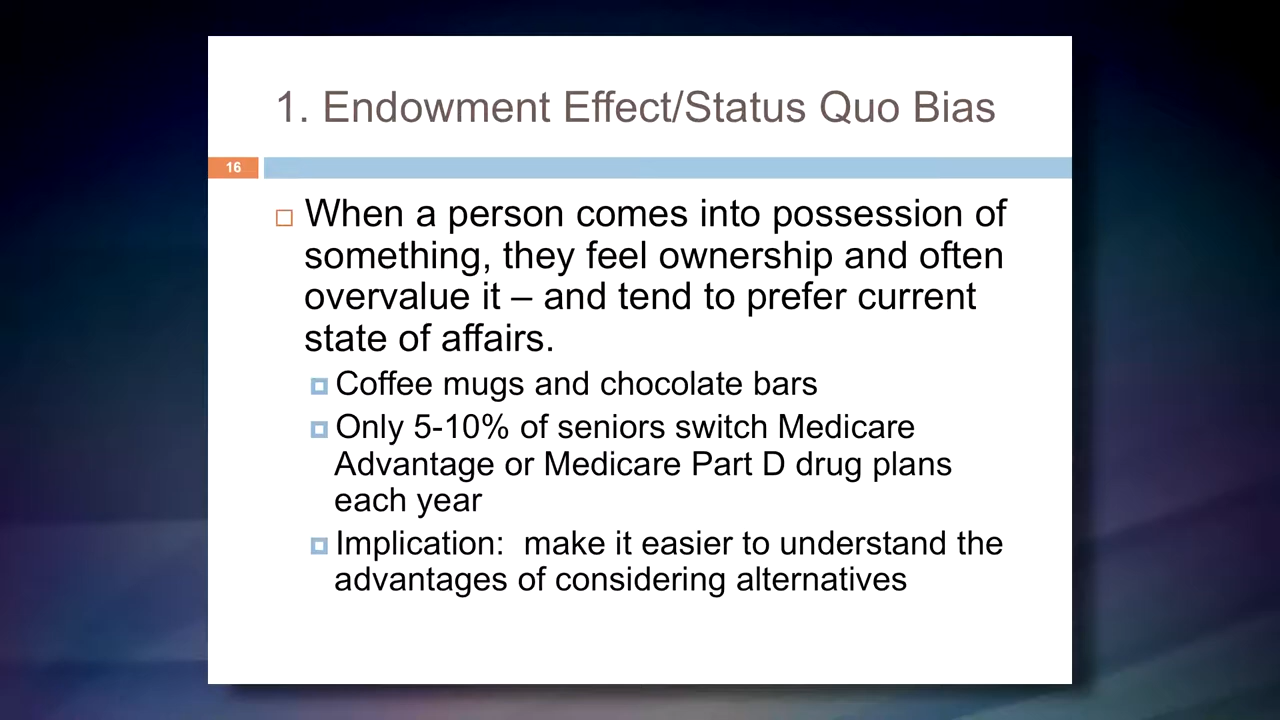 1. Endowment Effect/Status Quo Bias
16
When a person comes into possession of
something, they feel ownership and often
overvalue it – and tend to prefer current
state of affairs.
Coffee mugs and chocolate bars
Only 5-10% of seniors switch Medicare
Advantage or Medicare Part D drug plans
each year
Implication:  make it easier to understand the
advantages of considering alternatives